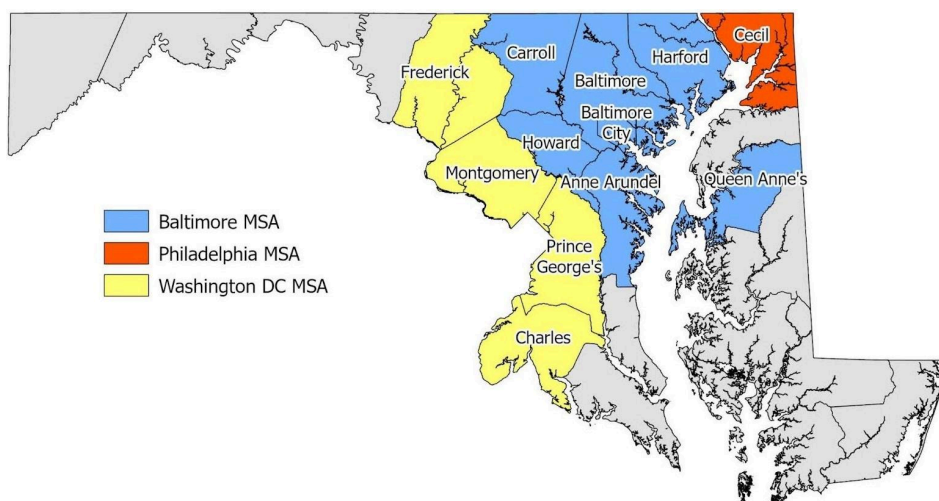 Cecil
Carroll
Harford
Frederick
Baltimore
Baltimore
City
Howard
Montgomery
Anne Arundel
Queen Anne's
Baltimore MSA
Philadelphia MSA
Washington DC MSA
Prince
George's
Charles